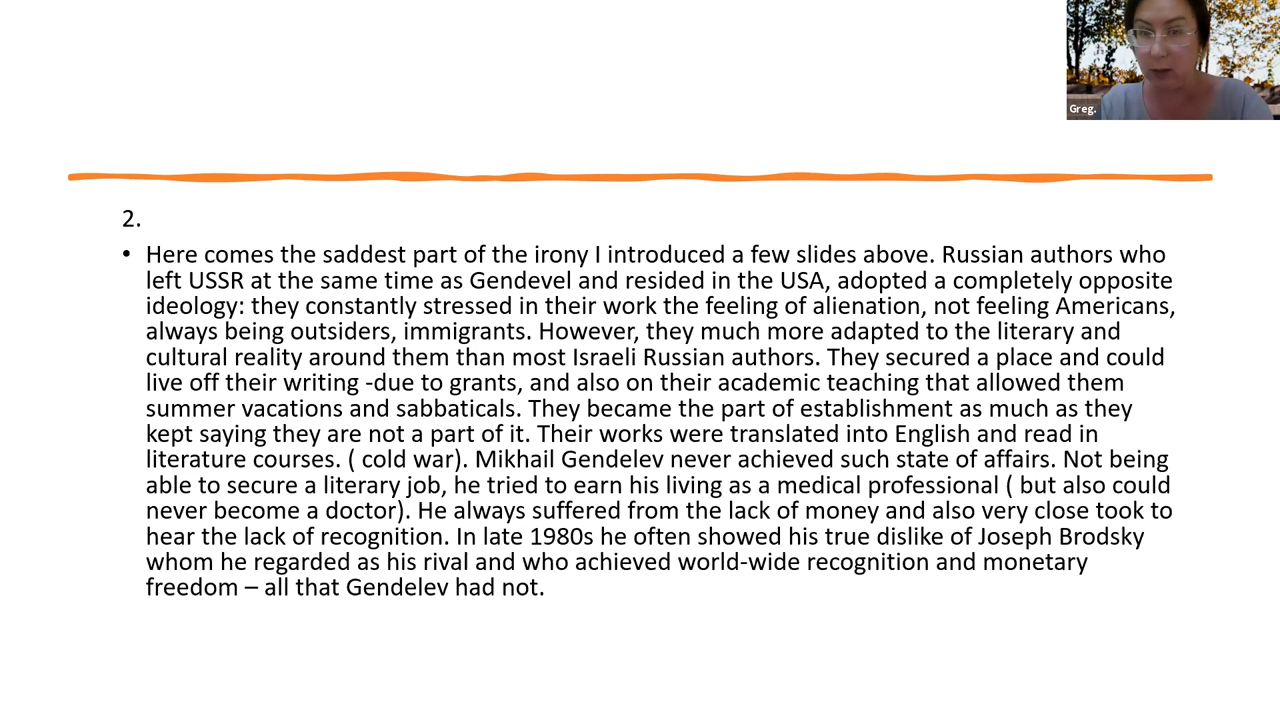 Greg.
2.
• Here comes the saddest part of the irony I introduced a few slides above. Russian authors who
left USSR at the same time as Gendevel and resided in the USA, adopted a completely opposite
ideology: they constantly stressed in their work the feeling of alienation, not feeling Americans,
always being outsiders, immigrants. However, they much more adapted to the literary and
cultural reality around them than most Israeli Russian authors. They secured a place and could
live off their writing -due to grants, and also on their academic teaching that allowed them
summer vacations and sabbaticals. They became the part of establishment as much as they
kept saying they are not a part of it. Their works were translated into English and read in
literature courses. ( cold war). Mikhail Gendelev never achieved such state of affairs. Not being
able to secure a literary job, he tried to earn his living as a medical professional ( but also could
never become a doctor). He always suffered from the lack of money and also very close took to
hear the lack of recognition. In late 1980s he often showed his true dislike of Joseph Brodsky
whom he regarded as his rival and who achieved world-wide recognition and monetary
freedom – all that Gendelev had not.